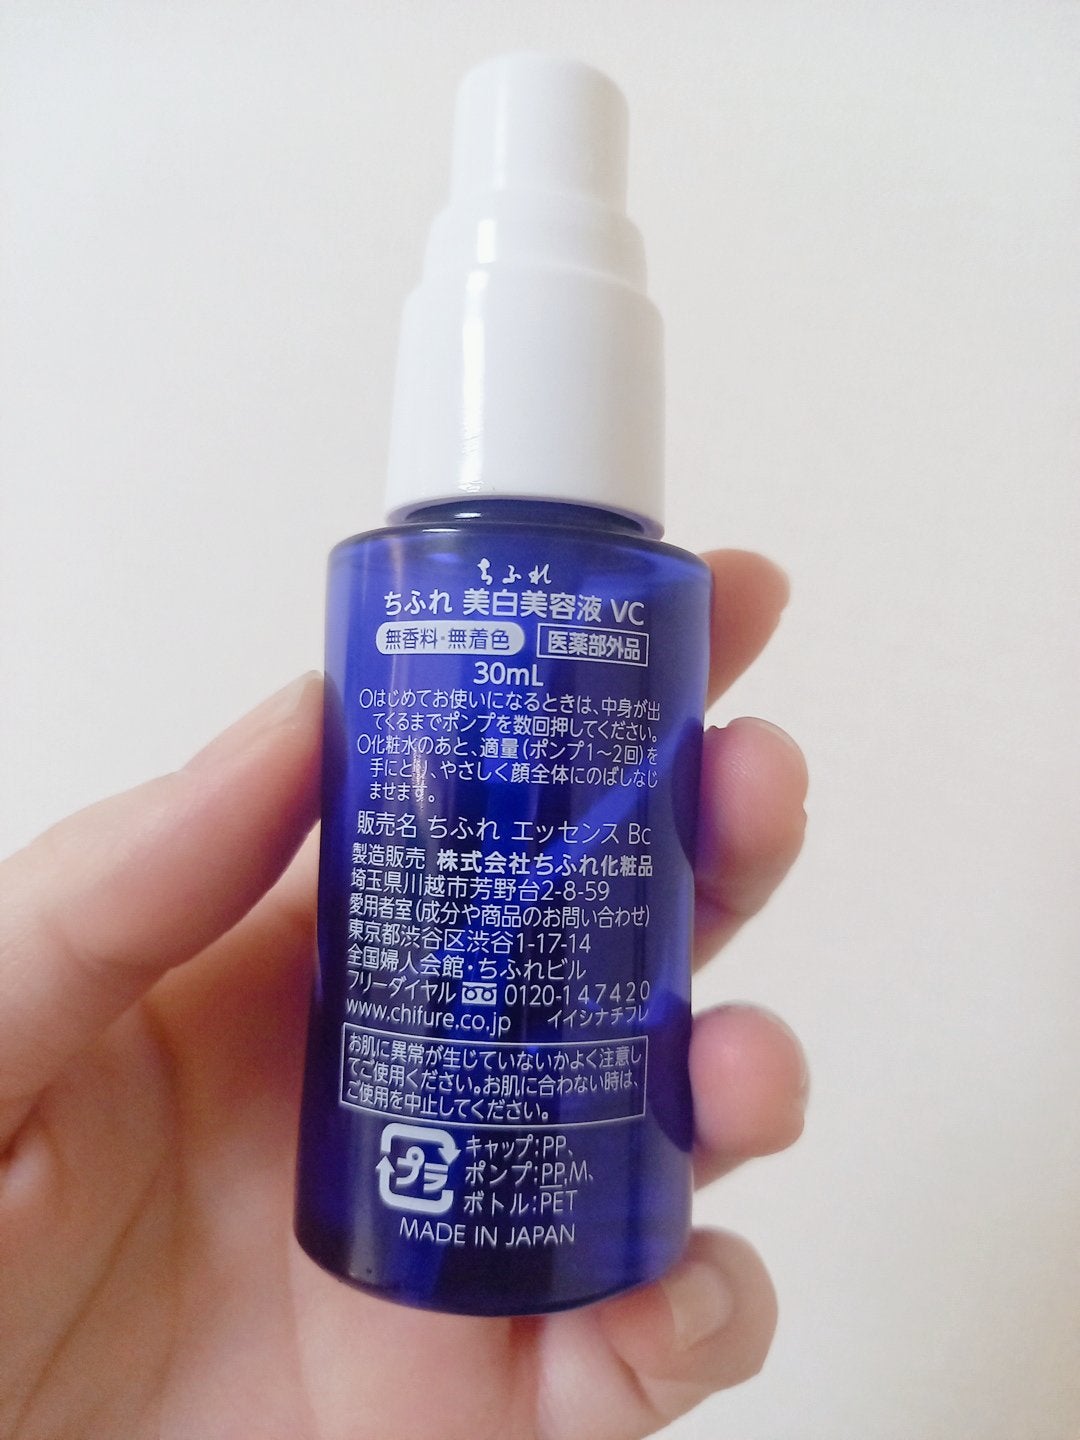 ちふれ
ちふれ 美白美容液 VC
無香料・無着色 医薬部外品
30mL
○はじめてお使いになるときは、中身が出
てくるまでポンプを数回押してください。
○化粧水のあと、適量(ポンプ1〜2回)を
手にとり、やさしく顔全体にのばしなじ
ませます。
販売名 ちふれ エッセンス Bc
製造販売 株式会社ちふれ化粧品
埼玉県川越市芳野台2-8-59
愛用者室(成分や商品のお問い合わせ)
東京都渋谷区渋谷1-17-14
全国婦人会館・ちふれビル
フリーダイヤル 0120-147420
www.chifure.co.jp イイシナチフレ
お肌に異常が生じていないかよく注意し
てご使用ください。お肌に合わない時は、
ご使用を中止してください。
プラ キャップ:PP、
ポンプ:PP,M、
ボトル:PET
MADE IN JAPAN